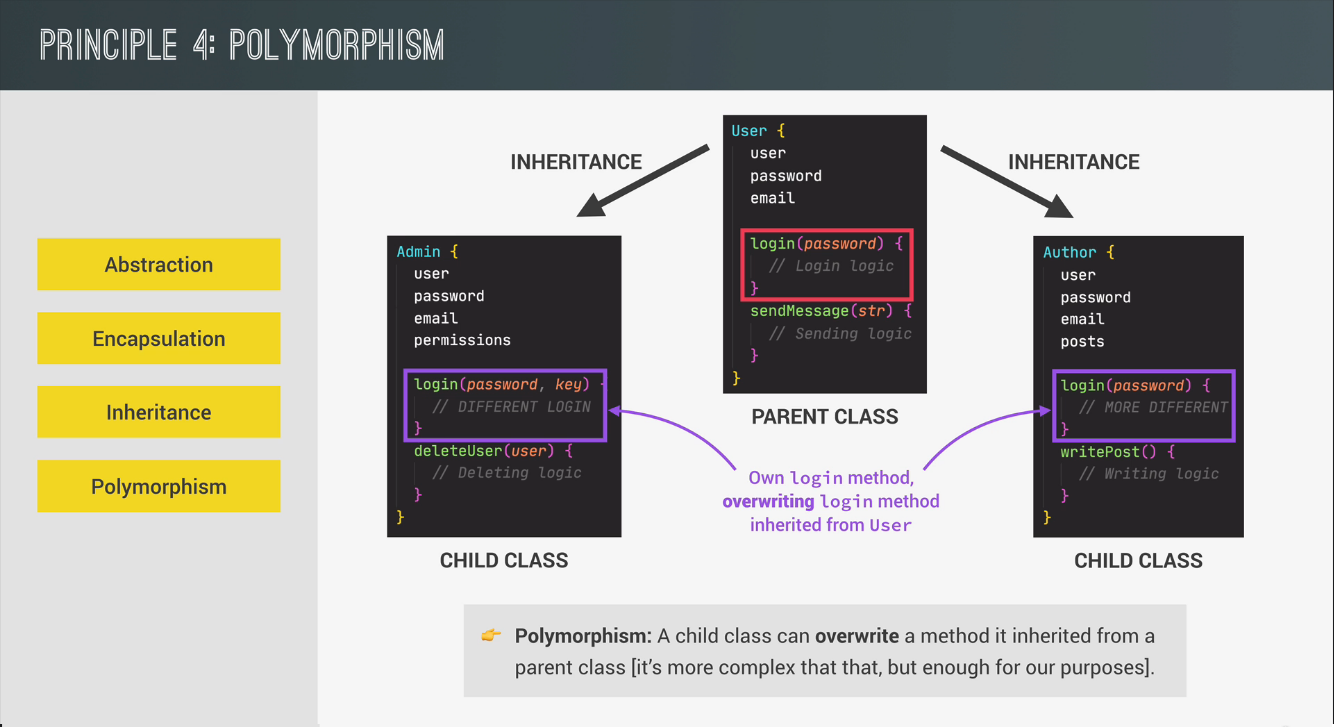 PRINCIPLE 4: POLYMORPHISM
Abstraction
Encapsulation
Inheritance
Polymorphism
INHERITANCE
INHERITANCE
User {
user
password
email
login(password) {
// Login logic
}
sendMessage(str) {
// Sending logic
}
}
PARENT CLASS
Admin {
user
password
email
permissions
login(password, key) {
// DIFFERENT LOGIN
}
deleteUser(user) {
// Deleting logic
}
}
CHILD CLASS
Own login method,
overwriting login method
inherited from User
Author {
user
password
email
posts
login(password) {
// MORE DIFFERENT
}
writePost() {
// Writing logic
}
}
CHILD CLASS
👉 Polymorphism: A child class can overwrite a method it inherited from a
parent class [it’s more complex that that, but enough for our purposes].